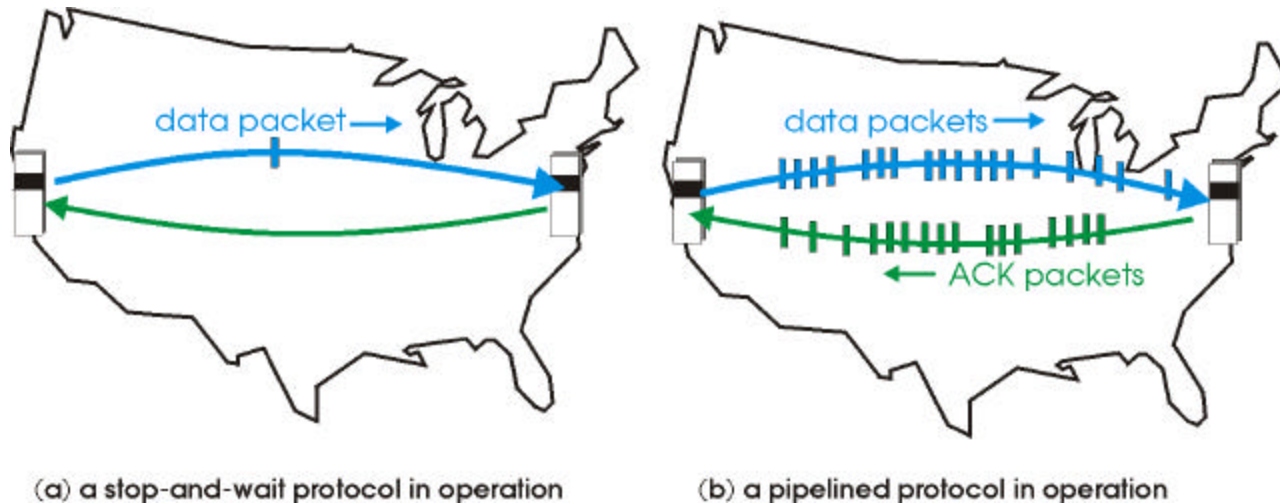 data packet
(a) a stop-and-wait protocol in operation
data packets
ACK packets
(b) a pipelined protocol in operation